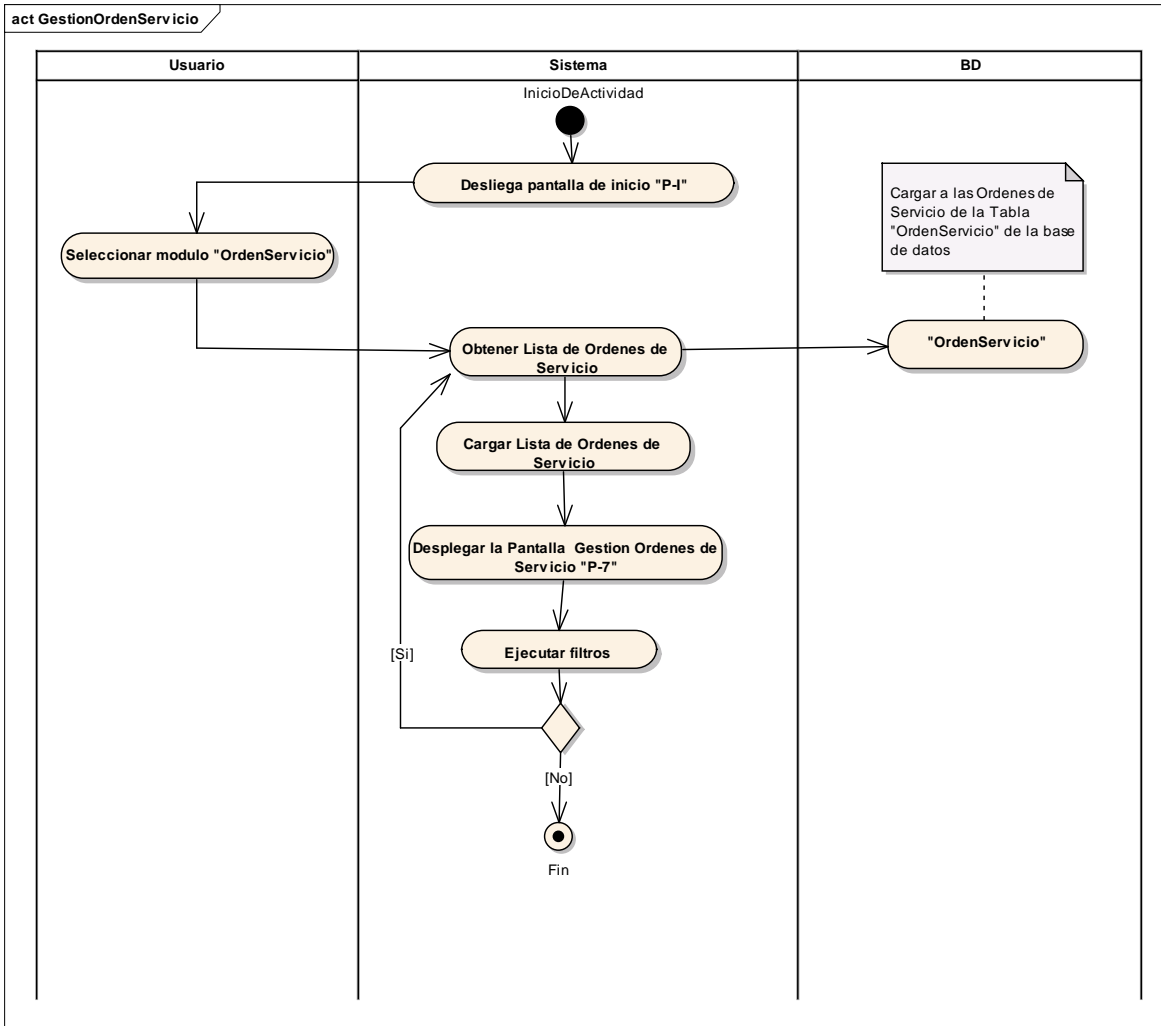 act GestionOrdenServicio
Usuario
Sistema
BD
InicioDeActividad
Desliega pantalla de inicio "P-I"
Cargar a las Ordenes de
Servicio de la Tabla
"OrdenServicio" de la base
de datos
Seleccionar modulo "OrdenServicio"
Obtener Lista de Ordenes de
Servicio
"OrdenServicio"
Cargar Lista de Ordenes de
Servicio
Desplegar la Pantalla Gestion Ordenes de
Servicio "P-7"
Ejecutar filtros
[Si]
[No]
Fin